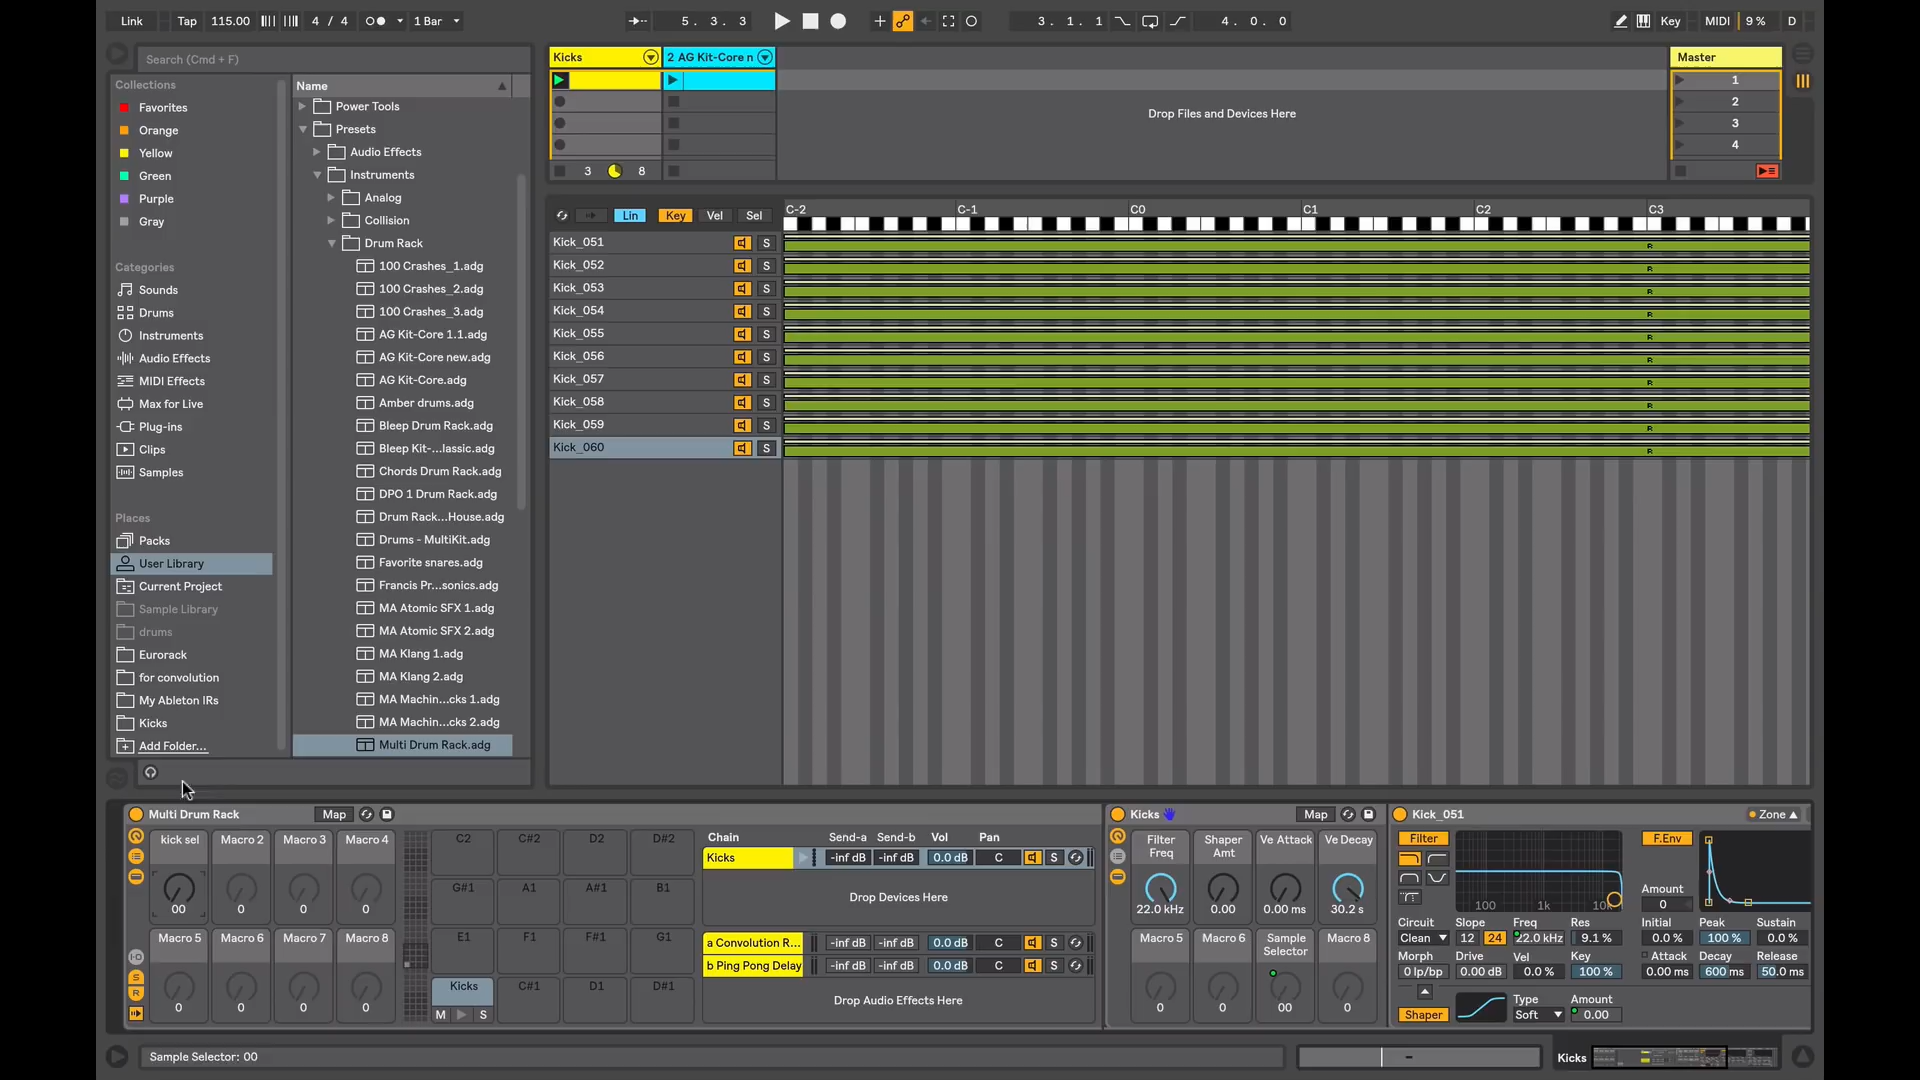 Link Tap 115.00 4 / 4 1 Bar 5. 3. 3 3. 1. 1 4. 0. 0 Key MIDI 9 % D
Search (Cmd + F)
Collections
Favorites
Orange
Yellow
Green
Purple
Gray
Categories
Sounds
Drums
Instruments
Audio Effects
MIDI Effects
Max for Live
Plug-ins
Clips
Samples
Places
Packs
User Library
Current Project
Sample Library
drums
Eurorack
for convolution
My Ableton IRs
Kicks
Add Folder...
Name
Power Tools
Presets
Audio Effects
Instruments
Analog
Collision
Drum Rack
100 Crashes_1.adg
100 Crashes_2.adg
100 Crashes_3.adg
AG Kit-Core 1.1.adg
AG Kit-Core new.adg
AG Kit-Core.adg
Amber drums.adg
Bleep Drum Rack.adg
Bleep Kit-...lassic.adg
Chords Drum Rack.adg
DPO 1 Drum Rack.adg
Drum Rack...House.adg
Drums - MultiKit.adg
Favorite snares.adg
Francis Pr...sonics.adg
MA Atomic SFX 1.adg
MA Atomic SFX 2.adg
MA Klang 1.adg
MA Klang 2.adg
MA Machin...cks 1.adg
MA Machin...cks 2.adg
Multi Drum Rack.adg
Kicks 2 AG Kit-Core n Master
1
2
3
4
Drop Files and Devices Here
3 8
Lin Key Vel Sel C-2 C-1 C0 C1 C2 C3
Kick_051 S R
Kick_052 S R
Kick_053 S R
Kick_054 S R
Kick_055 S R
Kick_056 S R
Kick_057 S R
Kick_058 S R
Kick_059 S R
Kick_060 S R
Multi Drum Rack Map
kick sel Macro 2 Macro 3 Macro 4
00 0 0 0
Macro 5 Macro 6 Macro 7 Macro 8
0 0 0 0
I-O
S
R
C2 C#2 D2 D#2
G#1 A1 A#1 B1
E1 F1 F#1 G1
Kicks C#1 D1 D#1
M S
Chain Send-a Send-b Vol Pan
Kicks -inf dB -inf dB 0.0 dB C S
Drop Devices Here
a Convolution R... -inf dB -inf dB 0.0 dB C S
b Ping Pong Delay -inf dB -inf dB 0.0 dB C S
Drop Audio Effects Here
Kicks Map
Filter Freq Shaper Amt Ve Attack Ve Decay
22.0 kHz 0.00 0.00 ms 30.2 s
Macro 5 Macro 6 Sample Selector Macro 8
0 0 00 0
Kick_051 Zone
Filter F.Env
100 1k 10k
Amount
0
Circuit Slope Freq Res Initial Peak Sustain
Clean 12 24 22.0 kHz 9.1 % 0.0 % 100 % 0.0 %
Morph Drive Vel Key Attack Decay Release
0 lp/bp 0.00 dB 0.0 % 100 % 0.00 ms 600 ms 50.0 ms
Shaper Type Amount
Soft 0.00
Sample Selector: 00
Kicks